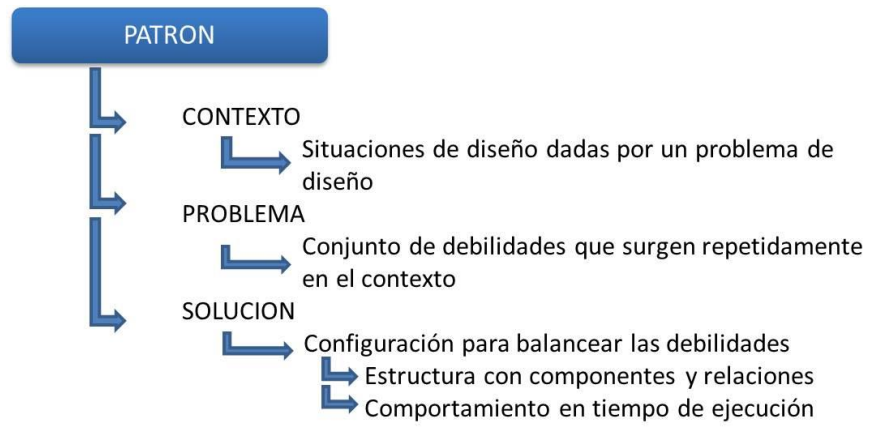 PATRON
CONTEXTO
Situaciones de diseño dadas por un problema de
diseño
PROBLEMA
Conjunto de debilidades que surgen repetidamente
en el contexto
SOLUCION
Configuración para balancear las debilidades
Estructura con componentes y relaciones
Comportamiento en tiempo de ejecución